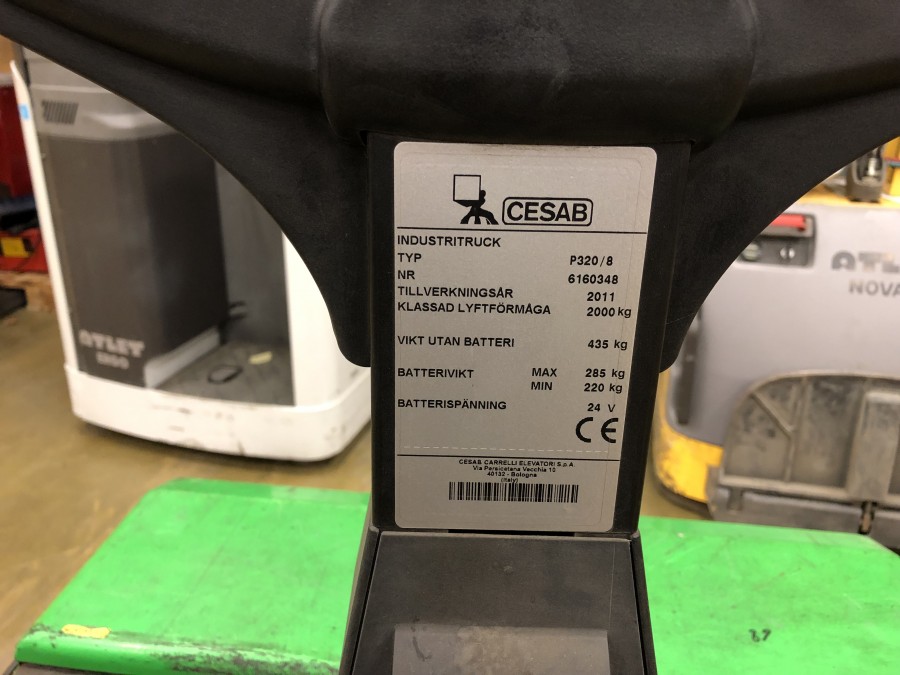 CESAB
INDUSTRITRUCK
TYP P320/8
NR 6160348
TILLVERKNINGSÅR 2011
KLASSAD LYFTFÖRMÅGA 2000 kg
VIKT UTAN BATTERI 435 kg
BATTERIVIKT MAX 285 kg
MIN 220 kg
BATTERISPÄNNING 24 V
CE
CESAB CARRELLI ELEVATORI S.p.A.
Via Persicetana Vecchia 10
40132 - Bologna
(Italy)
ATLET
ERGO
ATL
NOVA